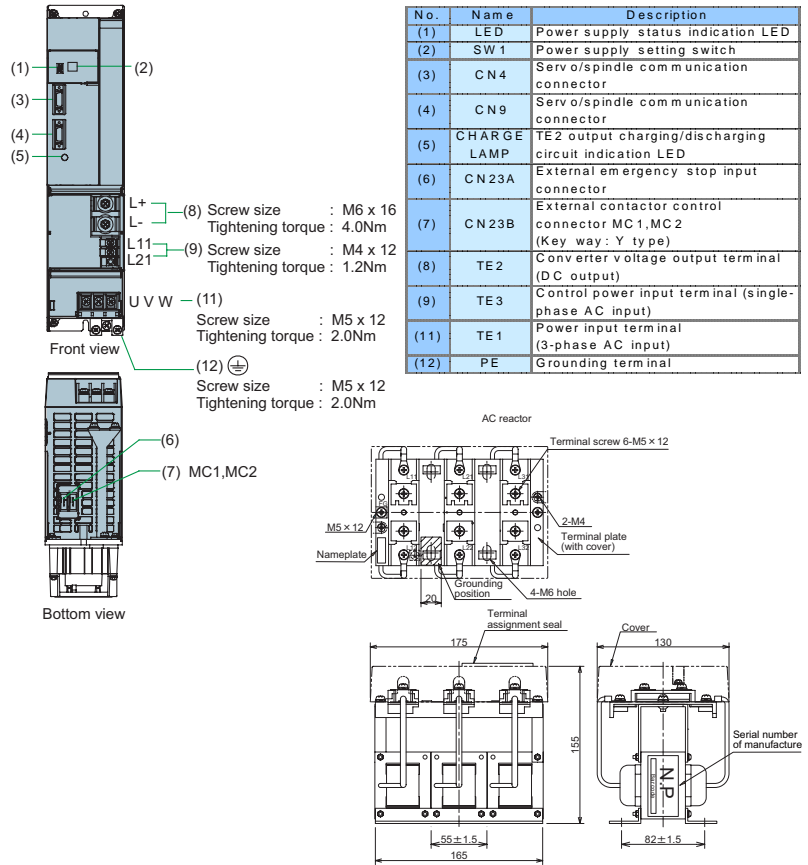 (1)
(2)
(3)
(4)
(5)
L+
L-
(8) Screw size : M6 x 16
Tightening torque : 4.0Nm
L11
L21
(9) Screw size : M4 x 12
Tightening torque : 1.2Nm
U V W
(11)
Screw size : M5 x 12
Tightening torque : 2.0Nm
Front view
(12)
Screw size : M5 x 12
Tightening torque : 2.0Nm
(6)
(7) MC1,MC2
Bottom view
No. Name Description
(1) LED Power supply status indication LED
(2) SW1 Power supply setting switch
(3) CN4 Servo/spindle communication
connector
(4) CN9 Servo/spindle communication
connector
(5) CHARGE
LAMP
TE2 output charging/discharging
circuit indication LED
(6) CN23A External emergency stop input
connector
(7) CN23B External contactor control
connector MC1,MC2
(Key way: Y type)
(8) TE2 Converter voltage output terminal
(DC output)
(9) TE3 Control power input terminal (single-
phase AC input)
(11) TE1 Power input terminal
(3-phase AC input)
(12) PE Grounding terminal
AC reactor
Terminal screw 6-M5×12
L11
L21
M5×12
2-M4
Terminal plate
(with cover)
Nameplate
L22
L32
Grounding
position
4-M6 hole
20
Terminal
assignment seal
175
155
55±1.5
165
Cover
130
Serial number
of manufacture
N.P
Barcode
82±1.5